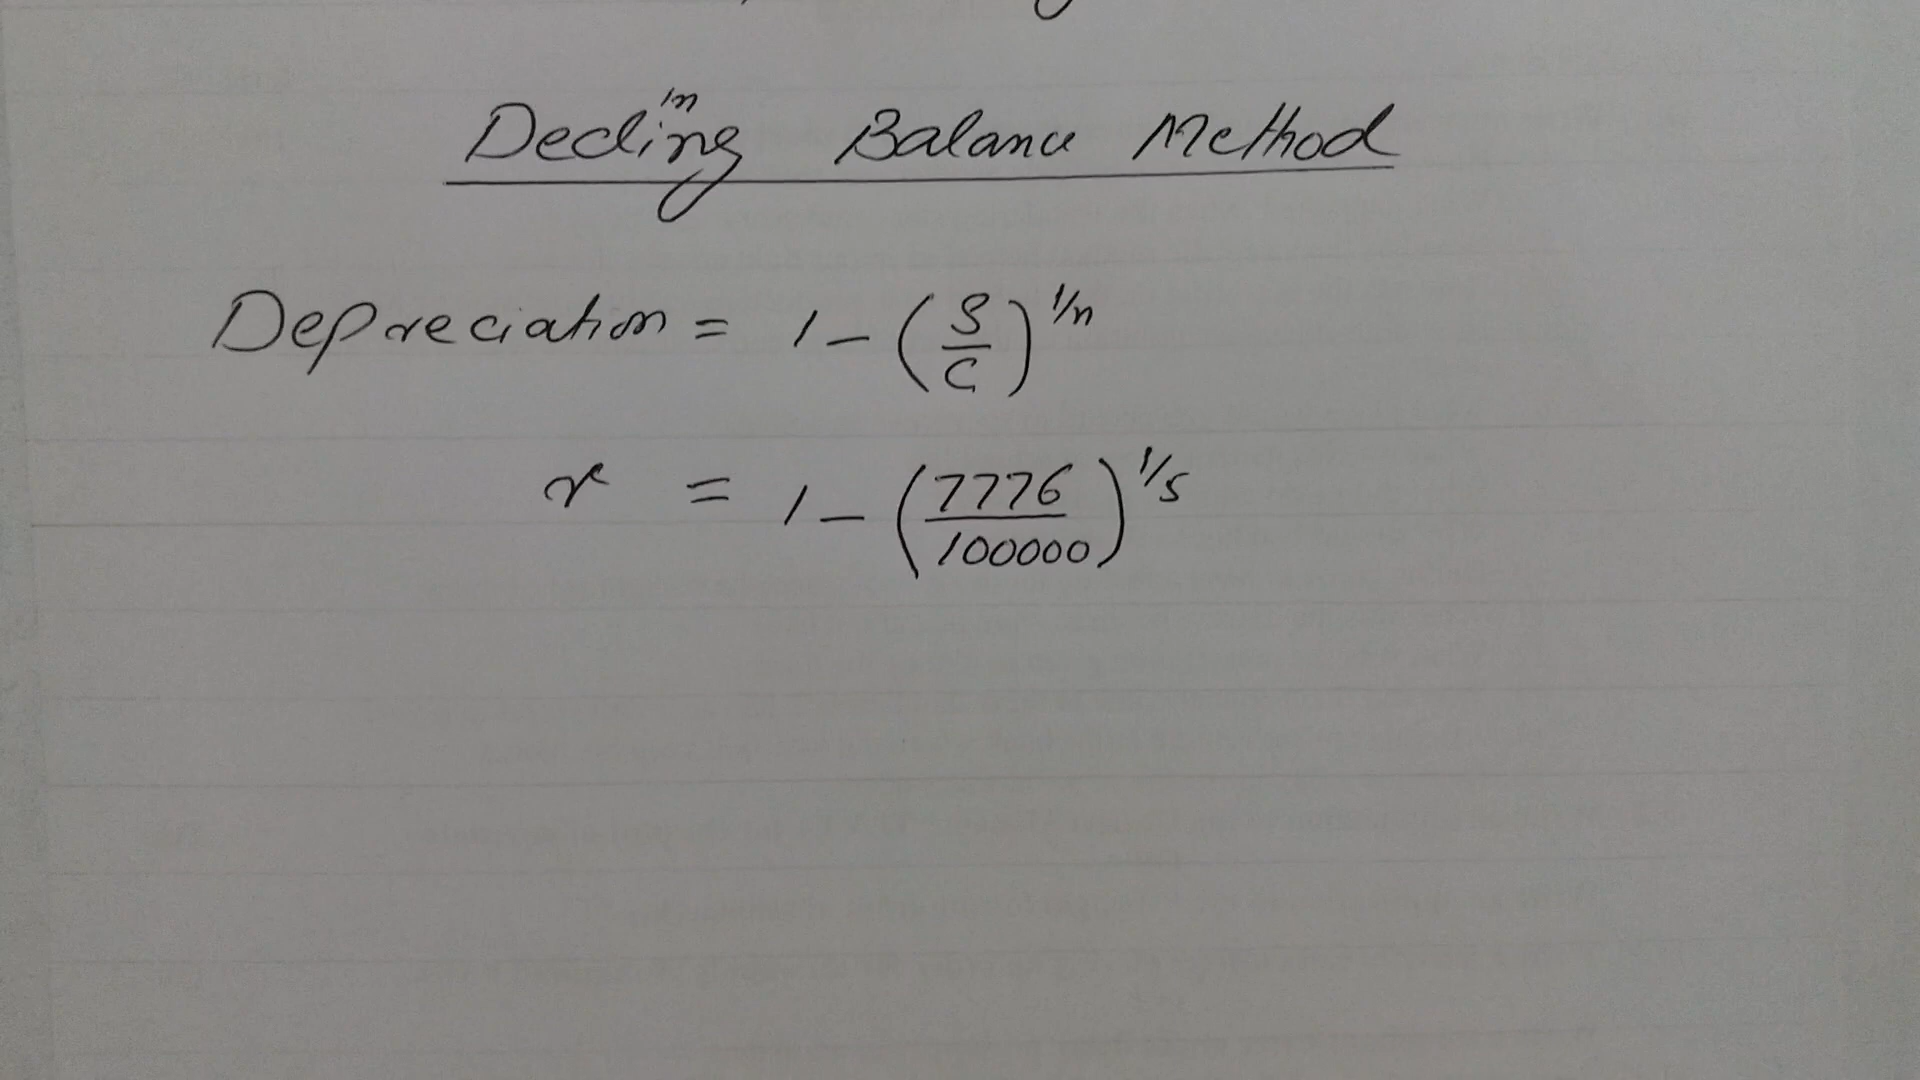 Declining Balance Method
Depreciation = 1 - (S/C)^1/n
r = 1 - (7776/100000)^1/5